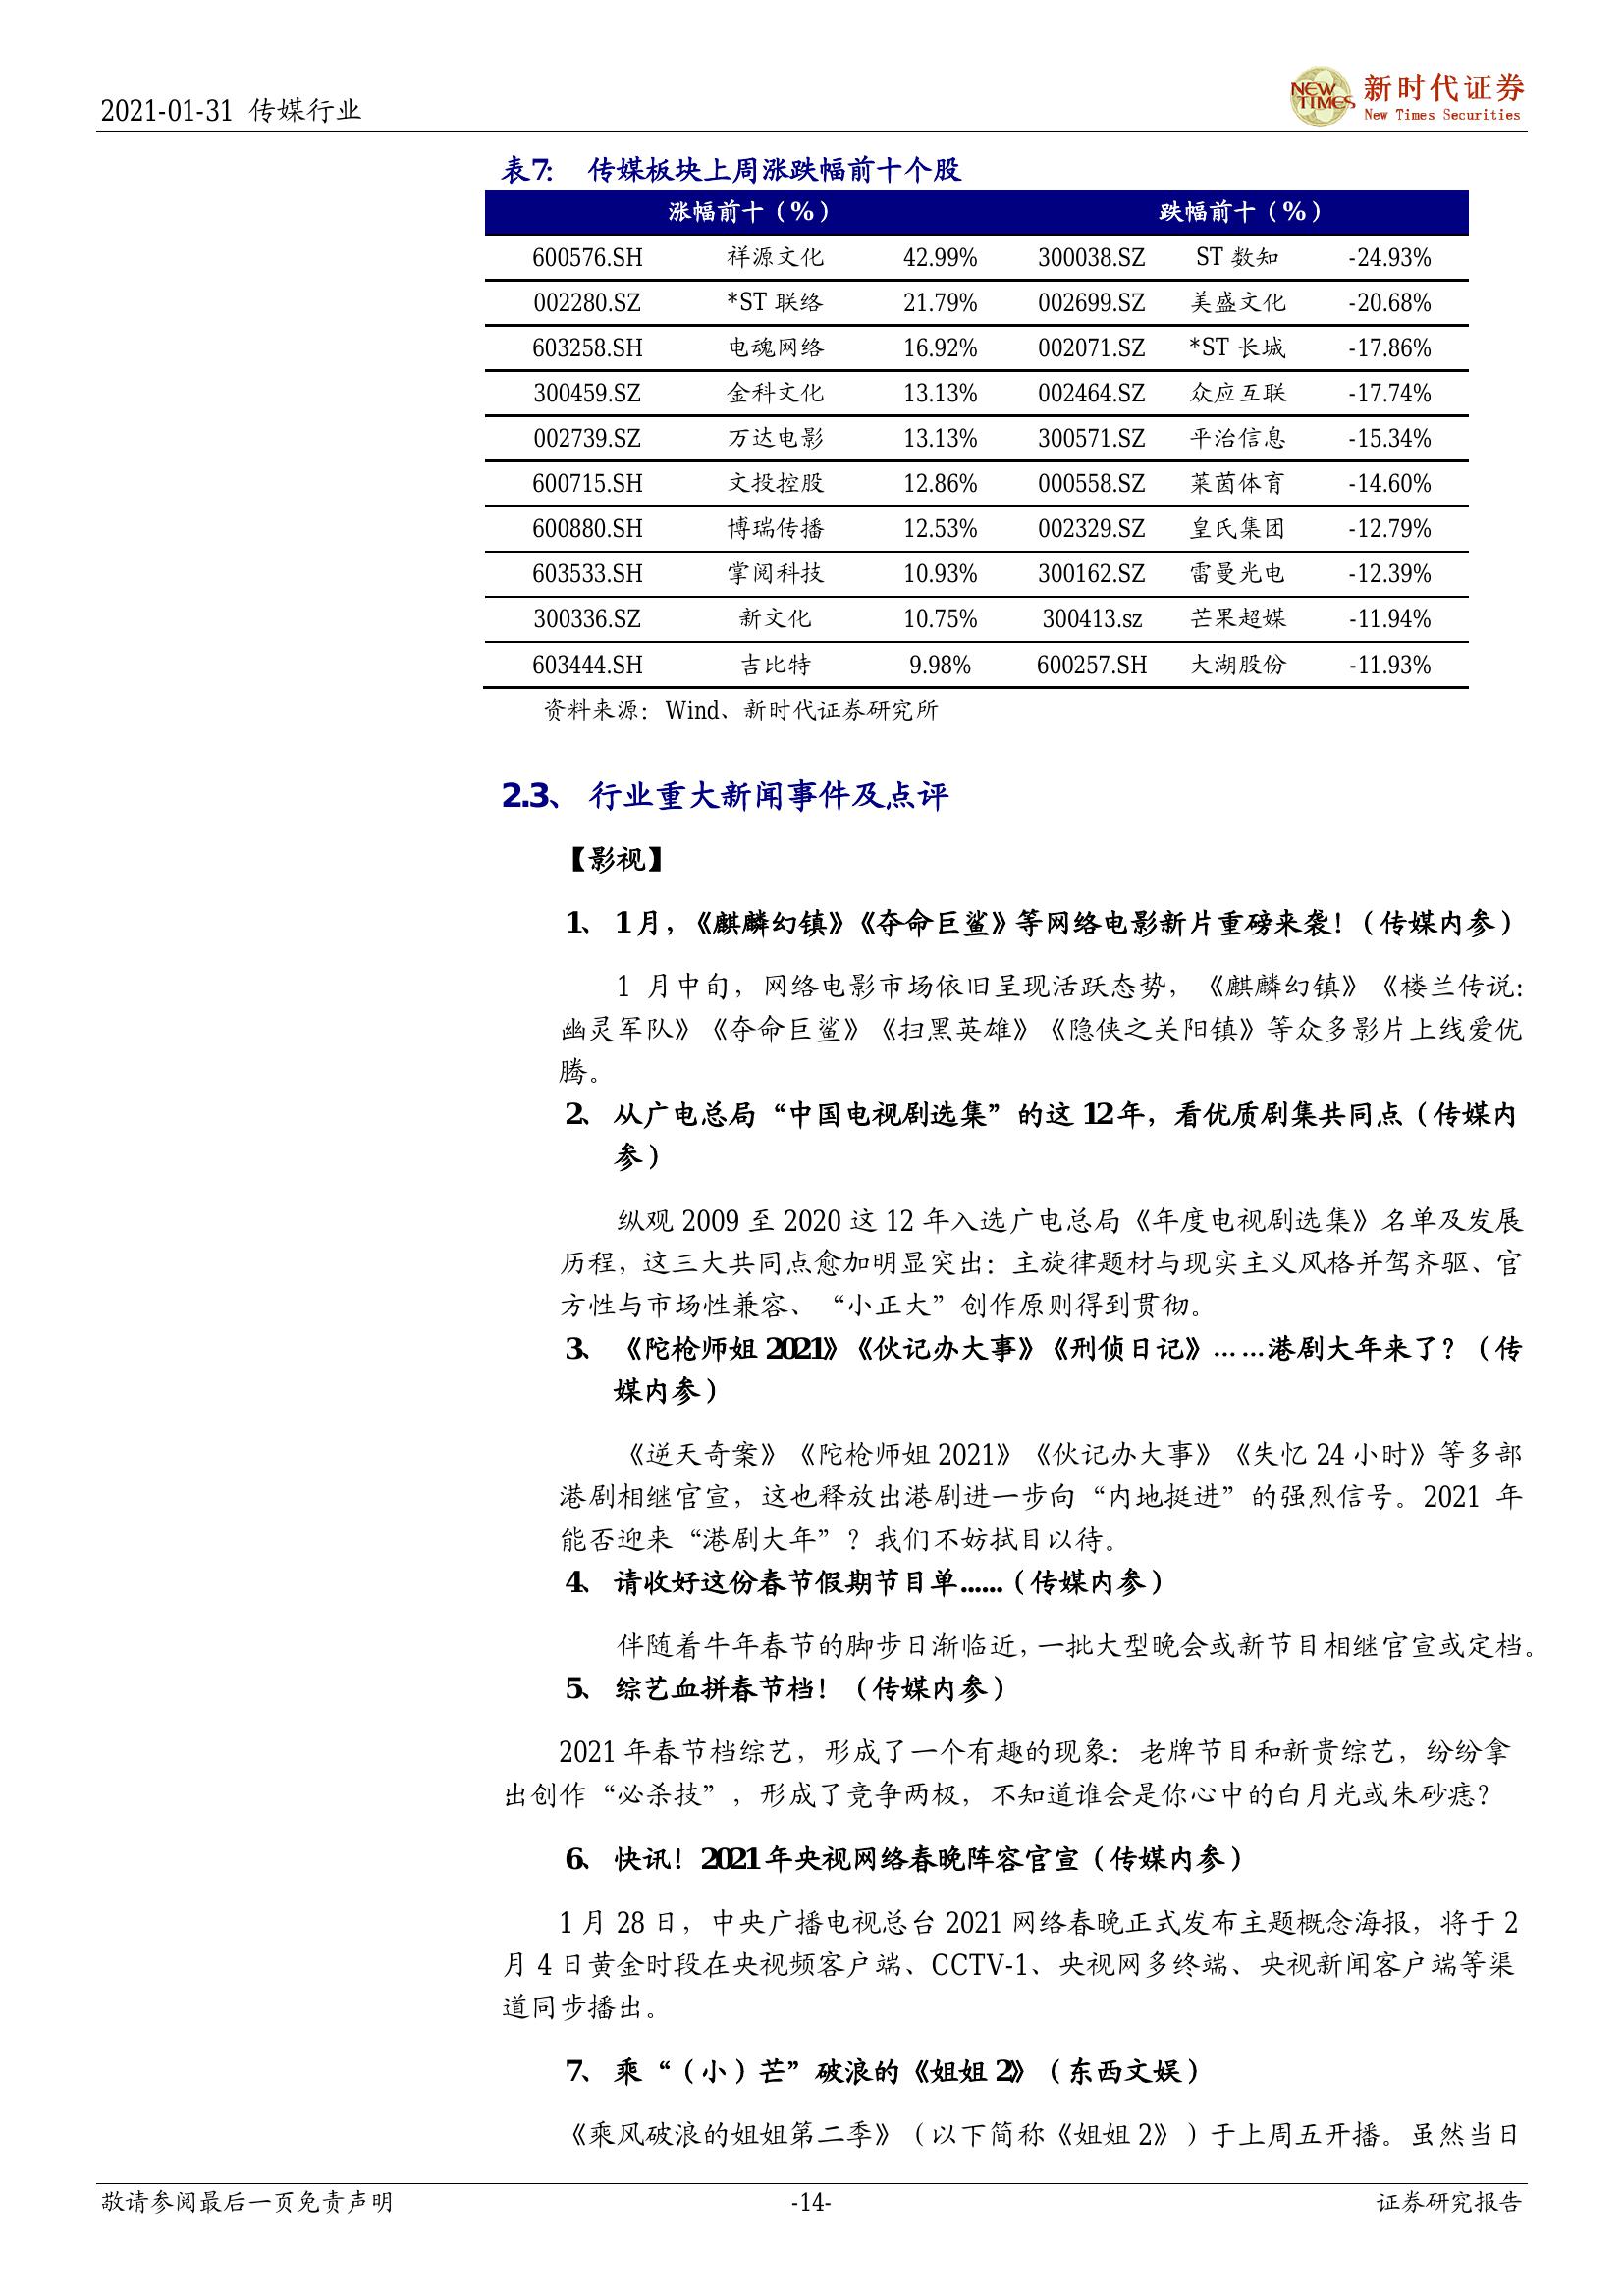 2021-01-31 传媒行业
NEW TIMES 新时代证券
New Times Securities
表7: 传媒板块上周涨跌幅前十个股
涨幅前十（%） 跌幅前十（%）
600576.SH 祥源文化 42.99% 300038.SZ ST 数知 -24.93%
002280.SZ *ST 联络 21.79% 002699.SZ 美盛文化 -20.68%
603258.SH 电魂网络 16.92% 002071.SZ *ST 长城 -17.86%
300459.SZ 金科文化 13.13% 002464.SZ 众应互联 -17.74%
002739.SZ 万达电影 13.13% 300571.SZ 平治信息 -15.34%
600715.SH 文投控股 12.86% 000558.SZ 莱茵体育 -14.60%
600880.SH 博瑞传播 12.53% 002329.SZ 皇氏集团 -12.79%
603533.SH 掌阅科技 10.93% 300162.SZ 雷曼光电 -12.39%
300336.SZ 新文化 10.75% 300413.sz 芒果超媒 -11.94%
603444.SH 吉比特 9.98% 600257.SH 大湖股份 -11.93%
资料来源：Wind、新时代证券研究所
2.3、 行业重大新闻事件及点评
【影视】
1、 1月，《麒麟幻镇》《夺命巨鲨》等网络电影新片重磅来袭！（传媒内参）
1 月中旬，网络电影市场依旧呈现活跃态势，《麒麟幻镇》《楼兰传说：
幽灵军队》《夺命巨鲨》《扫黑英雄》《隐侠之关阳镇》等众多影片上线爱优
腾。
2、 从广电总局“中国电视剧选集”的这 12年，看优质剧集共同点（传媒内
参）
纵观 2009 至 2020 这 12 年入选广电总局《年度电视剧选集》名单及发展
历程，这三大共同点愈加明显突出：主旋律题材与现实主义风格并驾齐驱、官
方性与市场性兼容、“小正大”创作原则得到贯彻。
3、 《陀枪师姐 2021》《伙记办大事》《刑侦日记》……港剧大年来了？（传
媒内参）
《逆天奇案》《陀枪师姐 2021》《伙记办大事》《失忆 24 小时》等多部
港剧相继官宣，这也释放出港剧进一步向“内地挺进”的强烈信号。2021 年
能否迎来“港剧大年”？我们不妨拭目以待。
4、 请收好这份春节假期节目单......（传媒内参）
伴随着牛年春节的脚步日渐临近，一批大型晚会或新节目相继官宣或定档。
5、 综艺血拼春节档！（传媒内参）
2021 年春节档综艺，形成了一个有趣的现象：老牌节目和新贵综艺，纷纷拿
出创作“必杀技”，形成了竞争两极，不知道谁会是你心中的白月光或朱砂痣？
6、 快讯！2021 年央视网络春晚阵容官宣（传媒内参）
1 月 28 日，中央广播电视总台 2021 网络春晚正式发布主题概念海报，将于 2
月 4 日黄金时段在央视频客户端、CCTV-1、央视网多终端、央视新闻客户端等渠
道同步播出。
7、 乘“（小）芒”破浪的《姐姐 2》（东西文娱）
《乘风破浪的姐姐第二季》（以下简称《姐姐 2》）于上周五开播。虽然当日
敬请参阅最后一页免责声明 -14- 证券研究报告